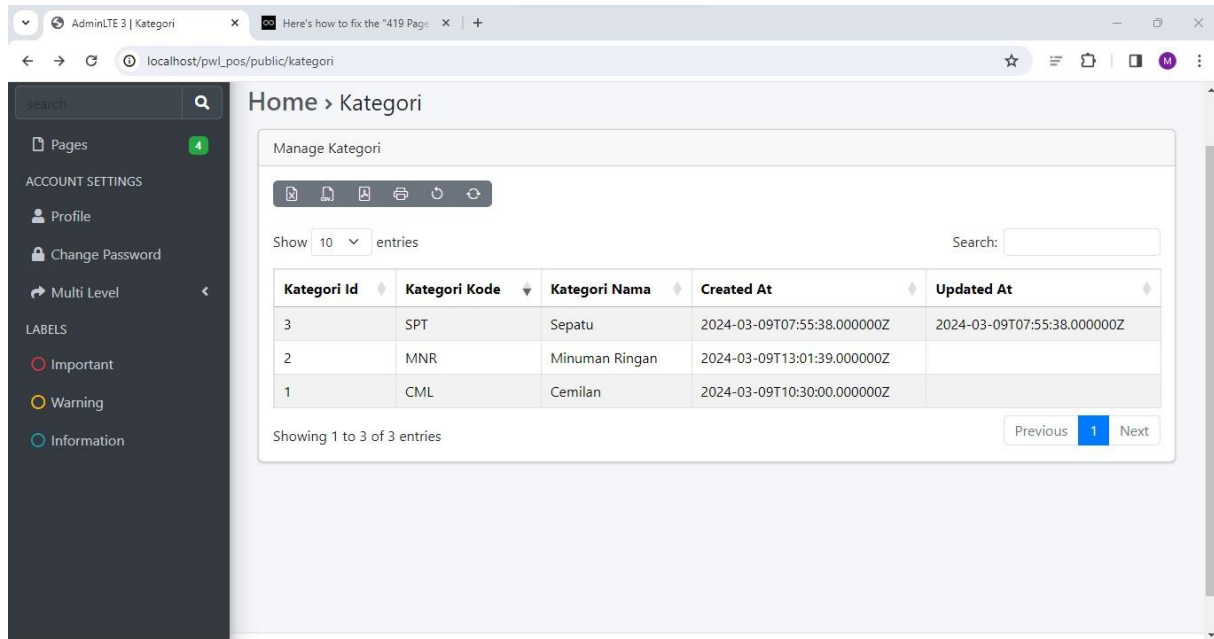 AdminLTE 3 | Kategori
Here's how to fix the "419 Page
localhost/pwl_pos/public/kategori
M
search
Home › Kategori
Pages 4
Manage Kategori
ACCOUNT SETTINGS
Profile
Change Password
Show 10 entries Search:
Multi Level
Kategori Id Kategori Kode Kategori Nama Created At Updated At
3 SPT Sepatu 2024-03-09T07:55:38.000000Z 2024-03-09T07:55:38.000000Z
2 MNR Minuman Ringan 2024-03-09T13:01:39.000000Z
1 CML Cemilan 2024-03-09T10:30:00.000000Z
LABELS
Important
Warning
Information
Showing 1 to 3 of 3 entries
Previous 1 Next